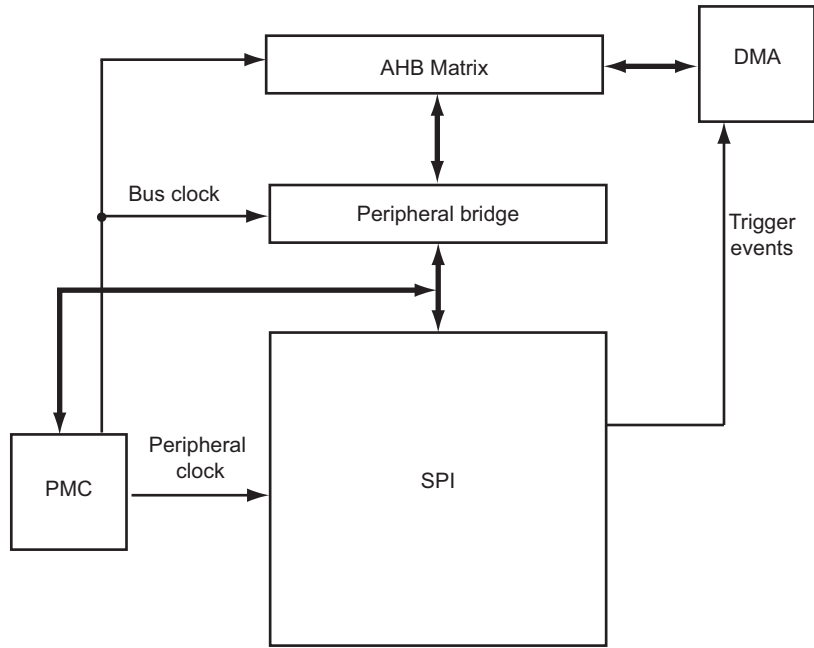 AHB Matrix
DMA
Bus clock
Peripheral bridge
Trigger
events
Peripheral
clock
PMC
SPI